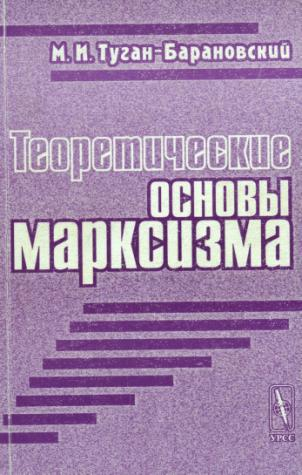 М. И. Туган-Барановский
Теоретические
основы
марксизма
УРСС